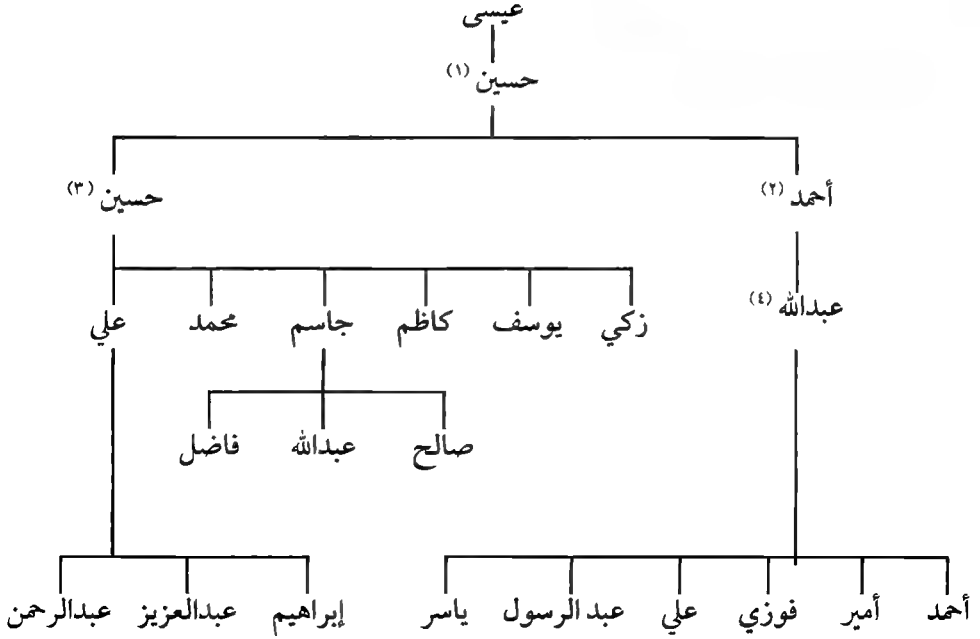 عيسى
حسين (١)
أحمد (٢) حسين (٣)
عبدالله (٤)
زكي يوسف كاظم جاسم محمد علي
صالح عبدالله فاضل
أحمد أمير فوزي علي عبد الرسول ياسر إبراهيم عبدالعزيز عبدالرحمن